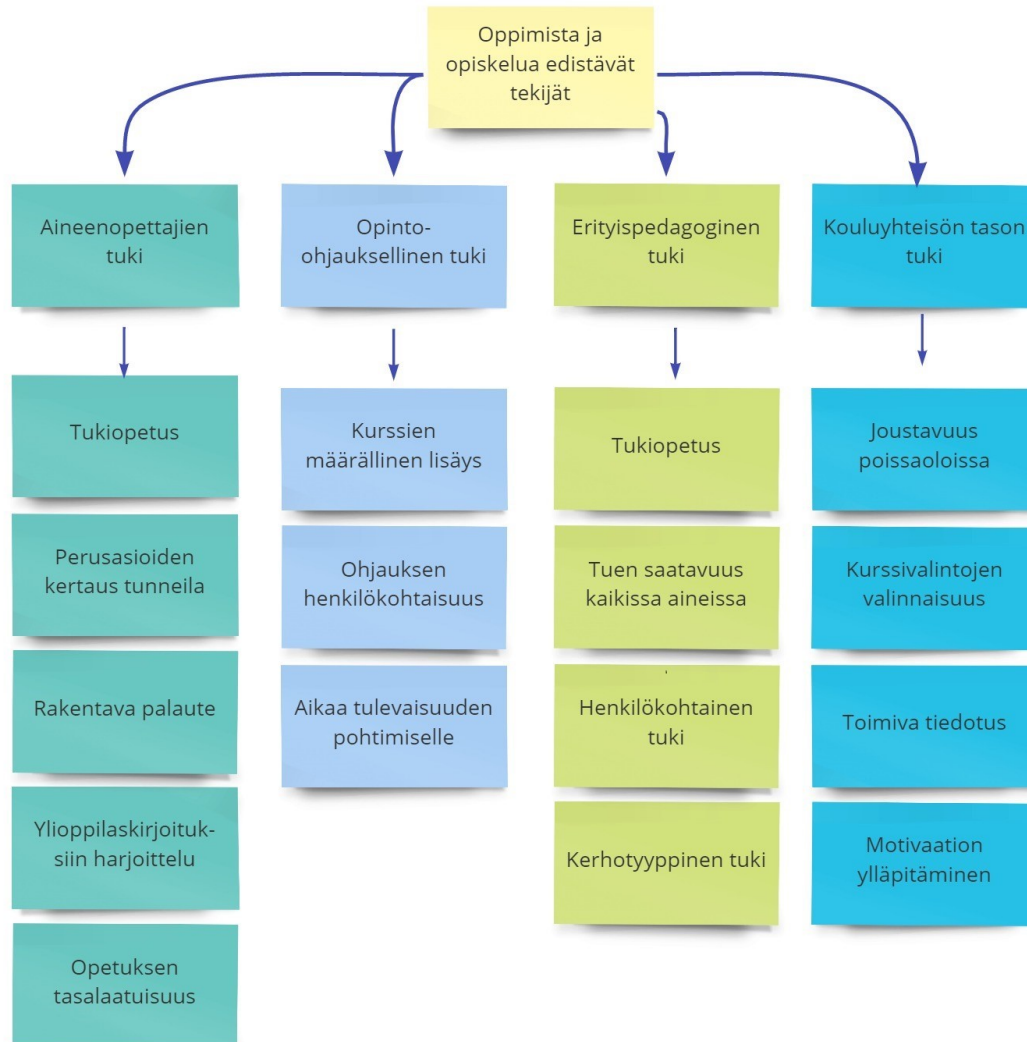 Oppimista ja
opiskelua edistävät
tekijät
Aineenopettajien
tuki
Tukiopetus
Perusasioiden
kertaus tunneila
Rakentava palaute
Ylioppilaskirjoituk-
siin harjoittelu
Opetuksen
tasalaatuisuus
Opinto-
ohjauksellinen tuki
Kurssien
määrällinen lisäys
Ohjauksen
henkilökohtaisuus
Aikaa tulevaisuuden
pohtimiselle
Erityispedagoginen
tuki
Tukiopetus
Tuen saatavuus
kaikissa aineissa
Henkilökohtainen
tuki
Kerhotyyppinen tuki
Kouluyhteisön tason
tuki
Joustavuus
poissaoloissa
Kurssivalintojen
valinnaisuus
Toimiva tiedotus
Motivaation
ylläpitäminen